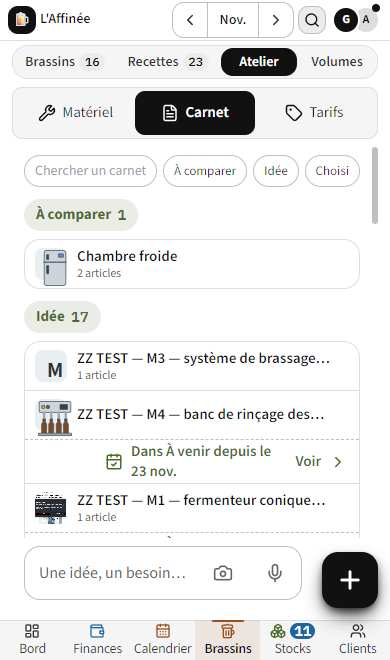 L'Affinée
Nov.
G
A
Brassins 16
Recettes 23
Atelier
Volumes
Matériel
Carnet
Tarifs
Chercher un carnet
À comparer
Idée
Choisi
À comparer 1
Chambre froide
2 articles
Idée 17
M
ZZ TEST — M3 — système de brassage…
1 article
ZZ TEST — M4 — banc de rinçage des…
Dans À venir depuis le
23 nov.
Voir
ZZ TEST — M1 — fermenteur conique…
1 article
Une idée, un besoin…
Bord
Finances
Calendrier
Brassins
11
Stocks
Clients